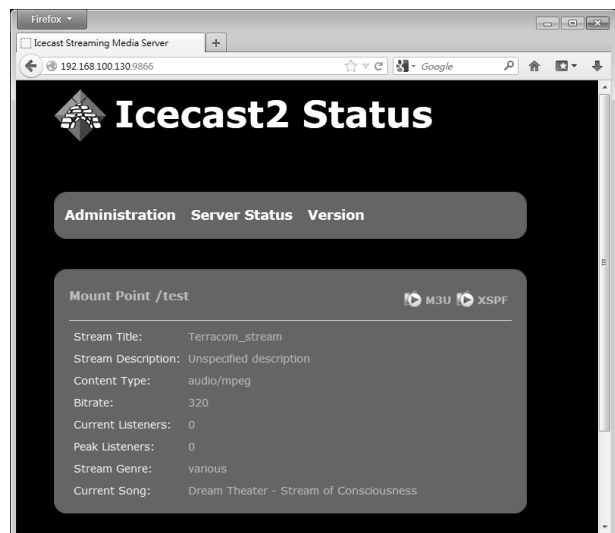 Firefox
Icecast Streaming Media Server
192.168.100.130:9866
Google
Icecast2 Status
Administration Server Status Version
Mount Point /test M3U XSPF
Stream Title: Terracom_stream
Stream Description: Unspecified description
Content Type: audio/mpeg
Bitrate: 320
Current Listeners: 0
Peak Listeners: 0
Stream Genre: various
Current Song: Dream Theater - Stream of Consciousness